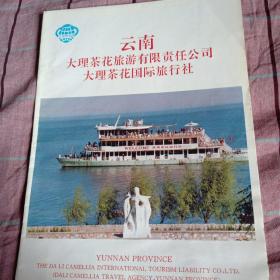 云南
大理茶花旅游有限责任公司
大理茶花国际旅行社
YUNNAN PROVINCE
THE DA LI CAMELLIA INTERNATIONAL TOURISM LIABILITY CO.,LTD.
(DALI CAMELLIA TRAVEL AGENCY YUNNAN PROVINCE)